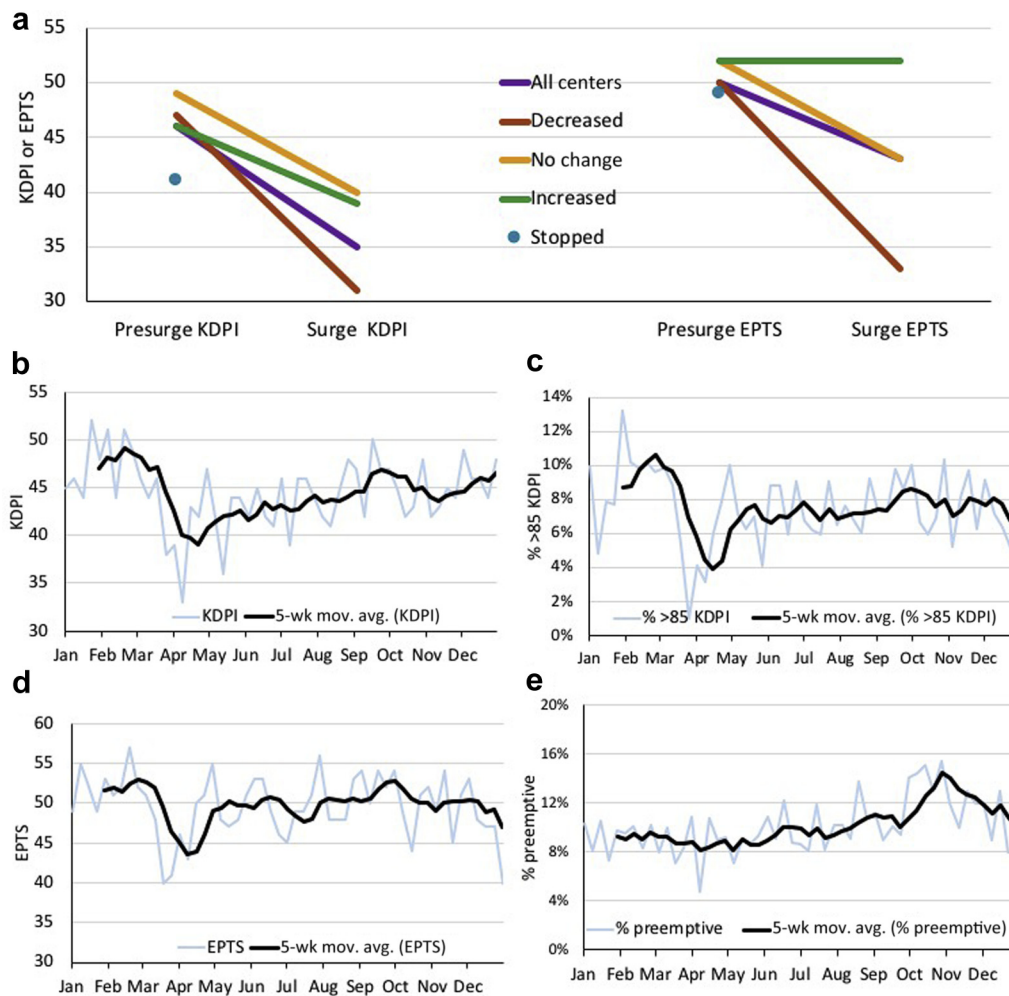 a
KDPI or EPTS
55
50
45
40
35
30
All centers
Decreased
No change
Increased
Stopped
Presurge KDPI Surge KDPI Presurge EPTS Surge EPTS
b
KDPI
55
50
45
40
35
30
KDPI 5-wk mov. avg. (KDPI)
Jan Feb Mar Apr May Jun Jul Aug Sep Oct Nov Dec
c
% >85 KDPI
14%
12%
10%
8%
6%
4%
2%
0%
% >85 KDPI 5-wk mov. avg. (% >85 KDPI)
Jan Feb Mar Apr May Jun Jul Aug Sep Oct Nov Dec
d
EPTS
60
55
50
45
40
35
30
EPTS 5-wk mov. avg. (EPTS)
Jan Feb Mar Apr May Jun Jul Aug Sep Oct Nov Dec
e
% preemptive
20%
16%
12%
8%
4%
0%
% preemptive 5-wk mov. avg. (% preemptive)
Jan Feb Mar Apr May Jun Jul Aug Sep Oct Nov Dec